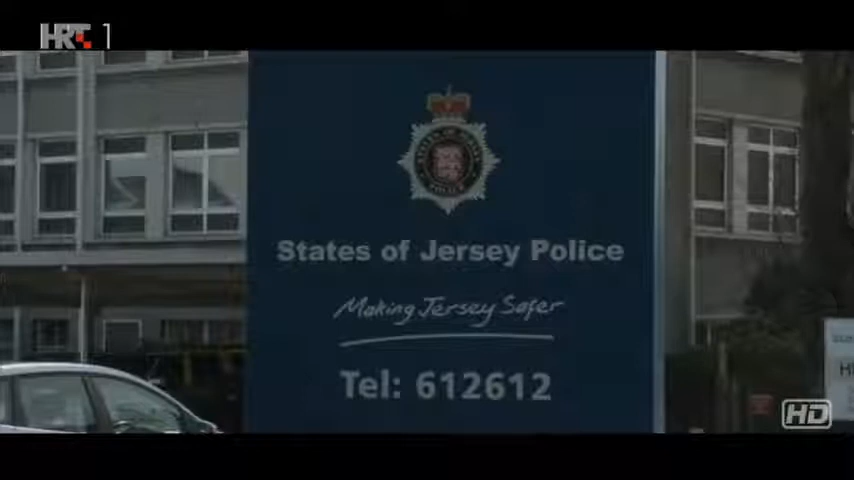 HRT 1
States of Jersey Police
Making Jersey Safer
Tel: 612612
HD